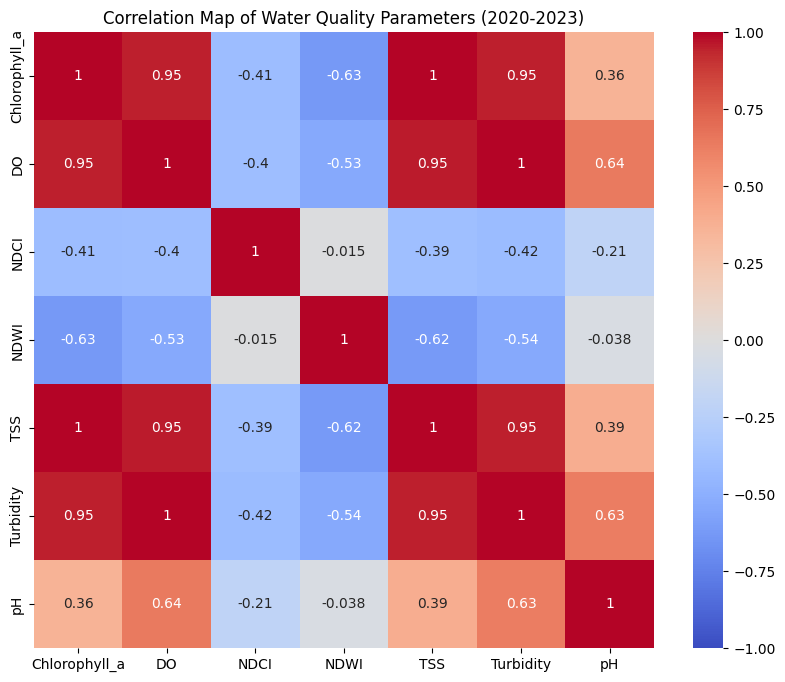 Correlation Map of Water Quality Parameters (2020-2023)
Chlorophyll_a 1 0.95 -0.41 -0.63 1 0.95 0.36
DO 0.95 1 -0.4 -0.53 0.95 1 0.64
NDCI -0.41 -0.4 1 -0.015 -0.39 -0.42 -0.21
NDWI -0.63 -0.53 -0.015 1 -0.62 -0.54 -0.038
TSS 1 0.95 -0.39 -0.62 1 0.95 0.39
Turbidity 0.95 1 -0.42 -0.54 0.95 1 0.63
pH 0.36 0.64 -0.21 -0.038 0.39 0.63 1
Chlorophyll_a DO NDCI NDWI TSS Turbidity pH
1.00
0.75
0.50
0.25
0.00
-0.25
-0.50
-0.75
-1.00